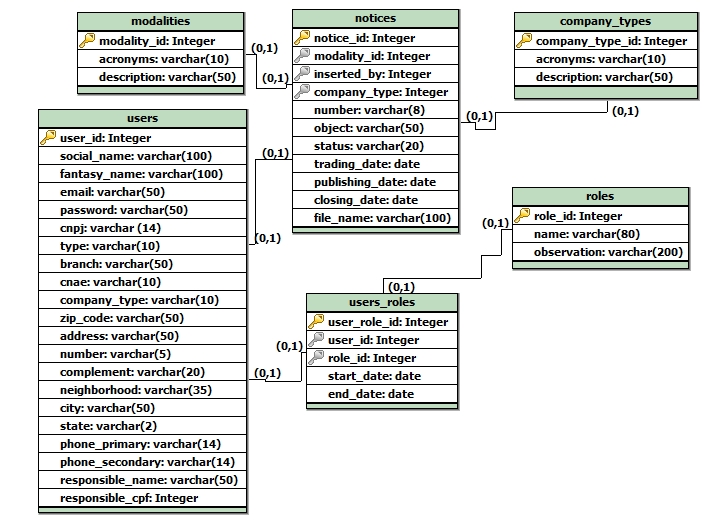 modalities
modality_id: Integer
acronyms: varchar(10)
description: varchar(50)
(0,1)
(0,1)
notices
notice_id: Integer
modality_id: Integer
inserted_by: Integer
company_type: Integer
number: varchar(8)
object: varchar(50)
status: varchar(20)
trading_date: date
publishing_date: date
closing_date: date
file_name: varchar(100)
company_types
company_type_id: Integer
acronyms: varchar(10)
description: varchar(50)
(0,1)
(0,1)
users
user_id: Integer
social_name: varchar(100)
fantasy_name: varchar(100)
email: varchar(50)
password: varchar(50)
cnpj: varchar (14)
type: varchar(10)
branch: varchar(50)
cnae: varchar(10)
company_type: varchar(10)
zip_code: varchar(50)
address: varchar(50)
number: varchar(5)
complement: varchar(20)
neighborhood: varchar(35)
city: varchar(50)
state: varchar(2)
phone_primary: varchar(14)
phone_secondary: varchar(14)
responsible_name: varchar(50)
responsible_cpf: Integer
(0,1)
(0,1)
(0,1)
(0,1)
users_roles
user_role_id: Integer
user_id: Integer
role_id: Integer
start_date: date
end_date: date
(0,1)
(0,1)
roles
role_id: Integer
name: varchar(80)
observation: varchar(200)